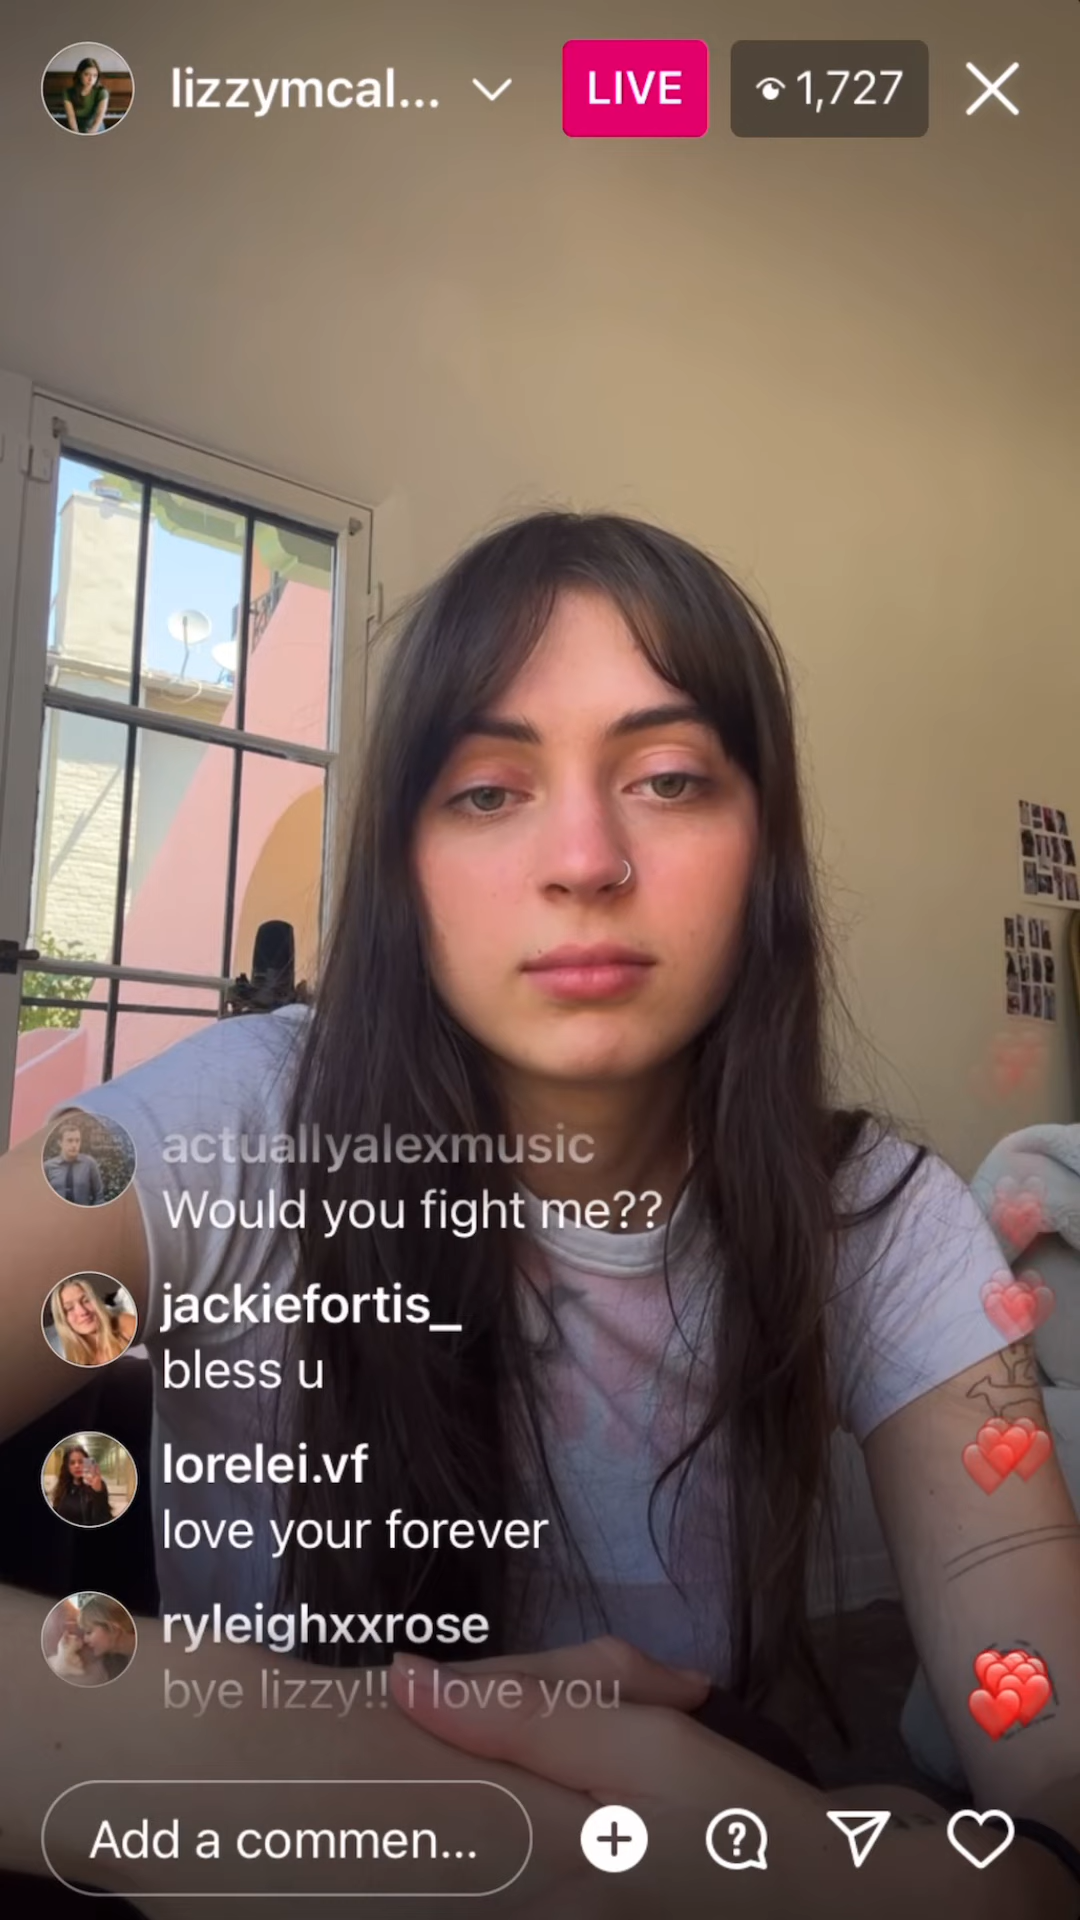 lizzymcal...
LIVE
1,727
actuallyalexmusic
Would you fight me??
jackiefortis_
bless u
lorelei.vf
love your forever
ryleighxxrose
bye lizzy!! i love you
Add a commen...